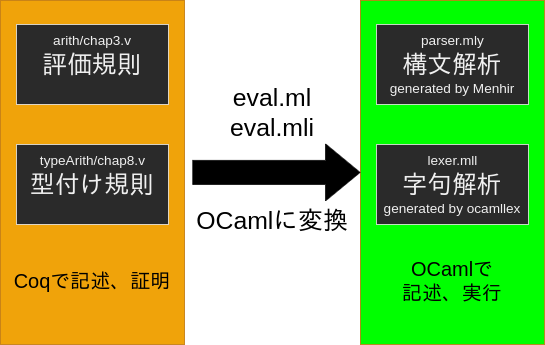 arith/chap3.v
評価規則
typeArith/chap8.v
型付け規則
Coqで記述、証明
eval.ml
eval.mli
OCamlに変換
parser.mly
構文解析
generated by Menhir
lexer.mll
字句解析
generated by ocamllex
OCamlで
記述、実行